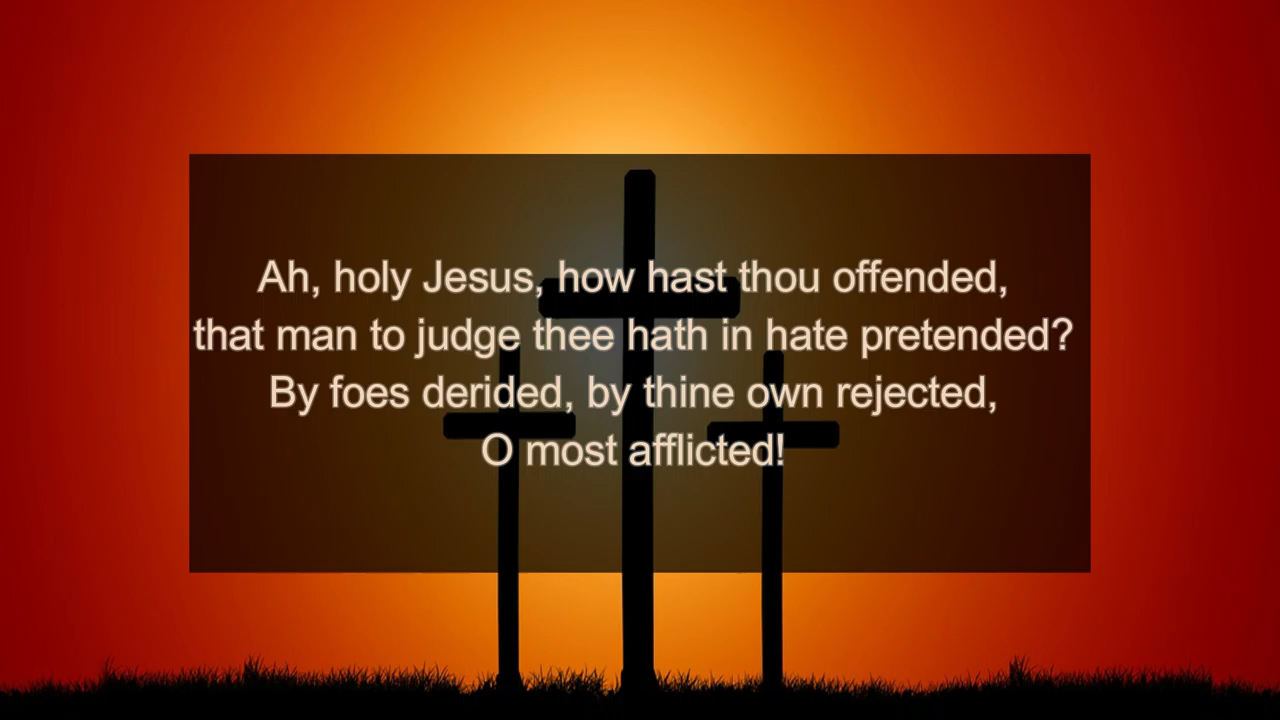 Ah, holy Jesus, how hast thou offended,
that man to judge thee hath in hate pretended?
By foes derided, by thine own rejected,
O most afflicted!